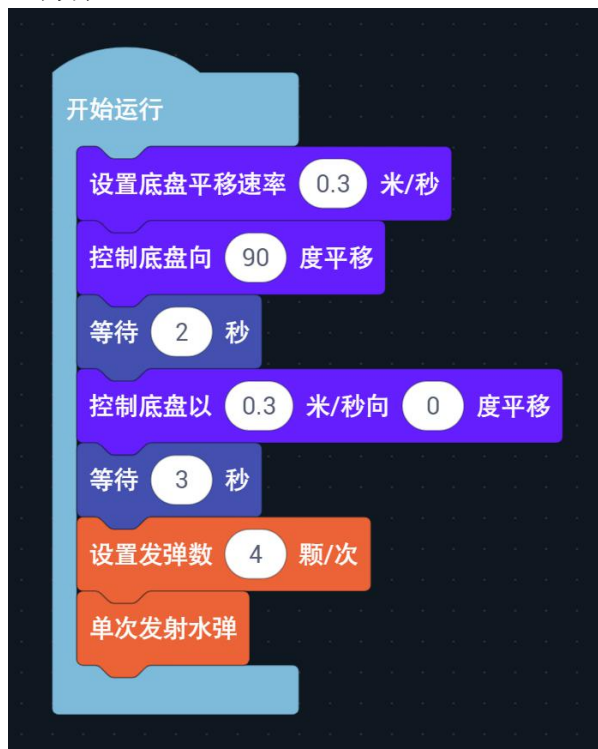 开始运行
设置底盘平移速率 0.3 米/秒
控制底盘向 90 度平移
等待 2 秒
控制底盘以 0.3 米/秒向 0 度平移
等待 3 秒
设置发弹数 4 颗/次
单次发射水弹